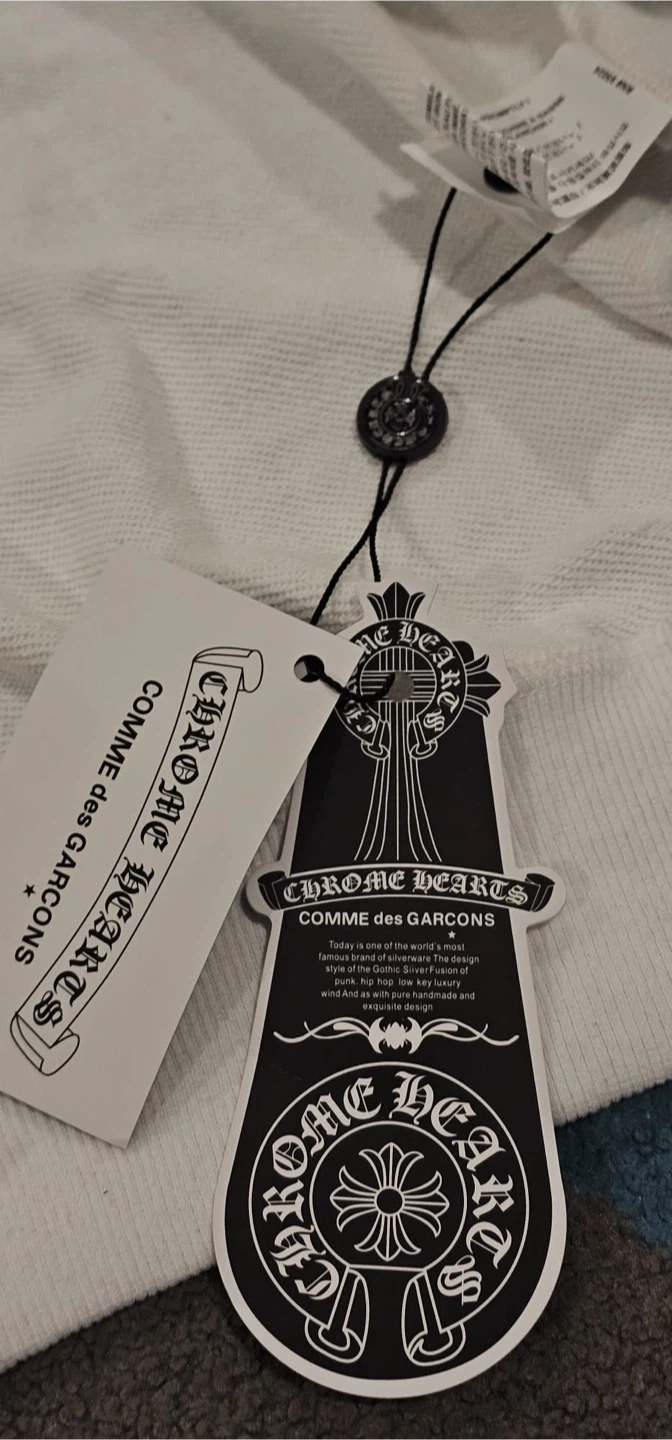 CHROME HEARTS
COMME des GARCONS
CHROME HEARTS
CHROME HEARTS
COMME des GARCONS
Today is one of the world's most
famous brand of silverware The design
style of the Gothic Siiver Fusion of
punk. hip hop low key luxury
wind And as with pure handmade and
exquisite design
CHROME HEARTS